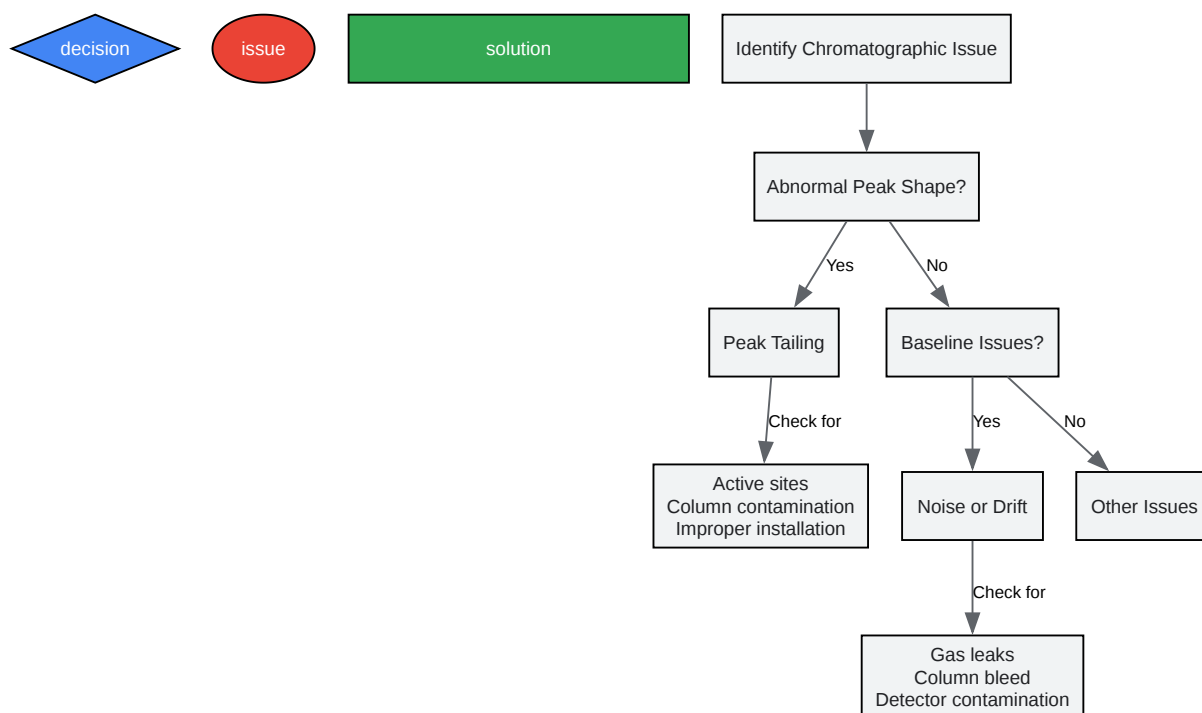 decision
issue
solution
Identify Chromatographic Issue
Abnormal Peak Shape?
Yes
No
Peak Tailing
Baseline Issues?
Check for
Yes
No
Active sites
Column contamination
Improper installation
Noise or Drift
Other Issues
Check for
Gas leaks
Column bleed
Detector contamination